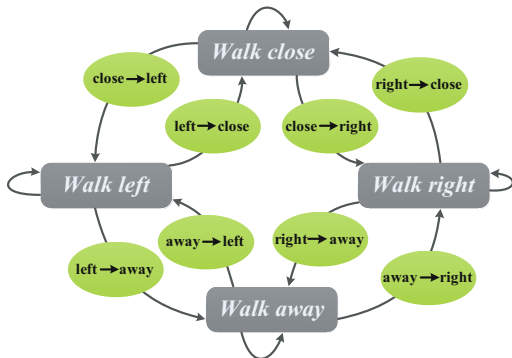 Walk close
close→left
right→close
left→close
close→right
Walk left
Walk right
away→left
right→away
left→away
away→right
Walk away